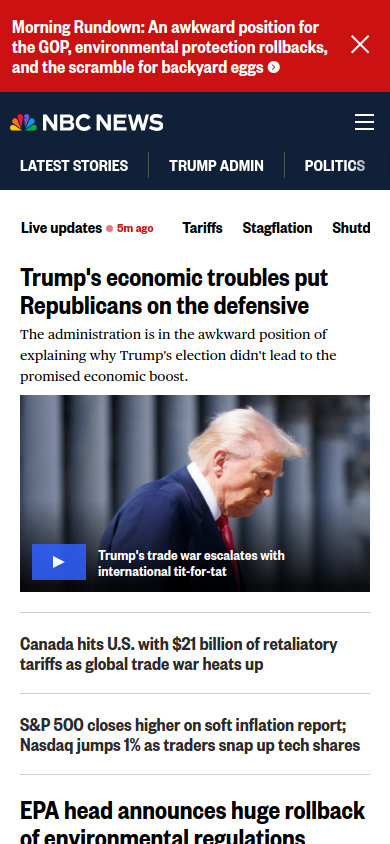 Morning Rundown: An awkward position for
the GOP, environmental protection rollbacks,
and the scramble for backyard eggs
NBC NEWS
LATEST STORIES
TRUMP ADMIN
POLITICS
Live updates
5m ago
Tariffs
Stagflation
Shutd
Trump's economic troubles put
Republicans on the defensive
The administration is in the awkward position of
explaining why Trump's election didn't lead to the
promised economic boost.
Trump's trade war escalates with
international tit-for-tat
Canada hits U.S. with $21 billion of retaliatory
tariffs as global trade war heats up
S&P 500 closes higher on soft inflation report;
Nasdaq jumps 1% as traders snap up tech shares
EPA head announces huge rollback
of environmental regulations